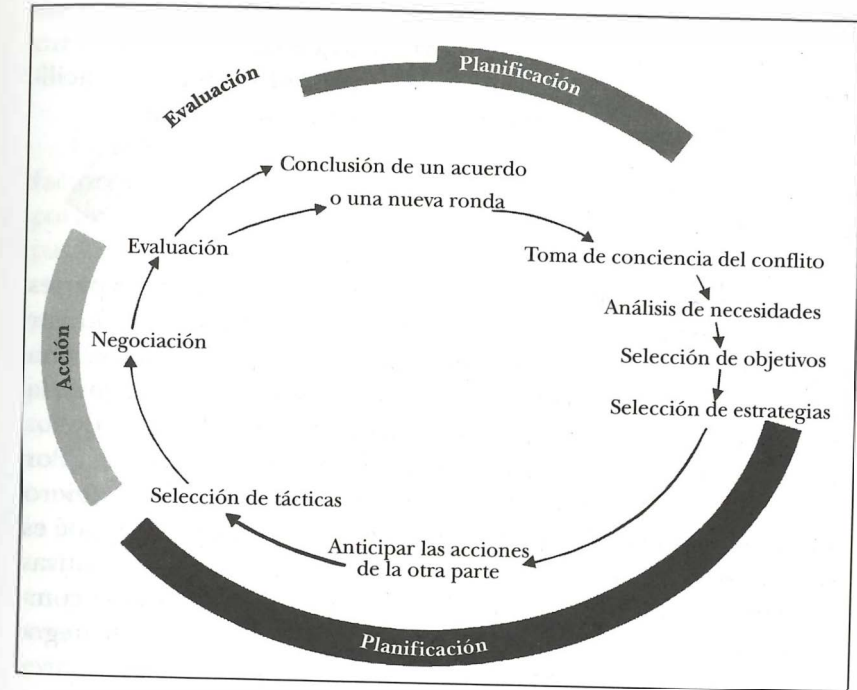 Evaluación
Planificación
Conclusión de un acuerdo
o una nueva ronda
Evaluación
Toma de conciencia del conflito
Análisis de necesidades
Negociación
Selección de objetivos
Acción
Selección de estrategias
Selección de tácticas
Anticipar las acciones
de la otra parte
Planificación